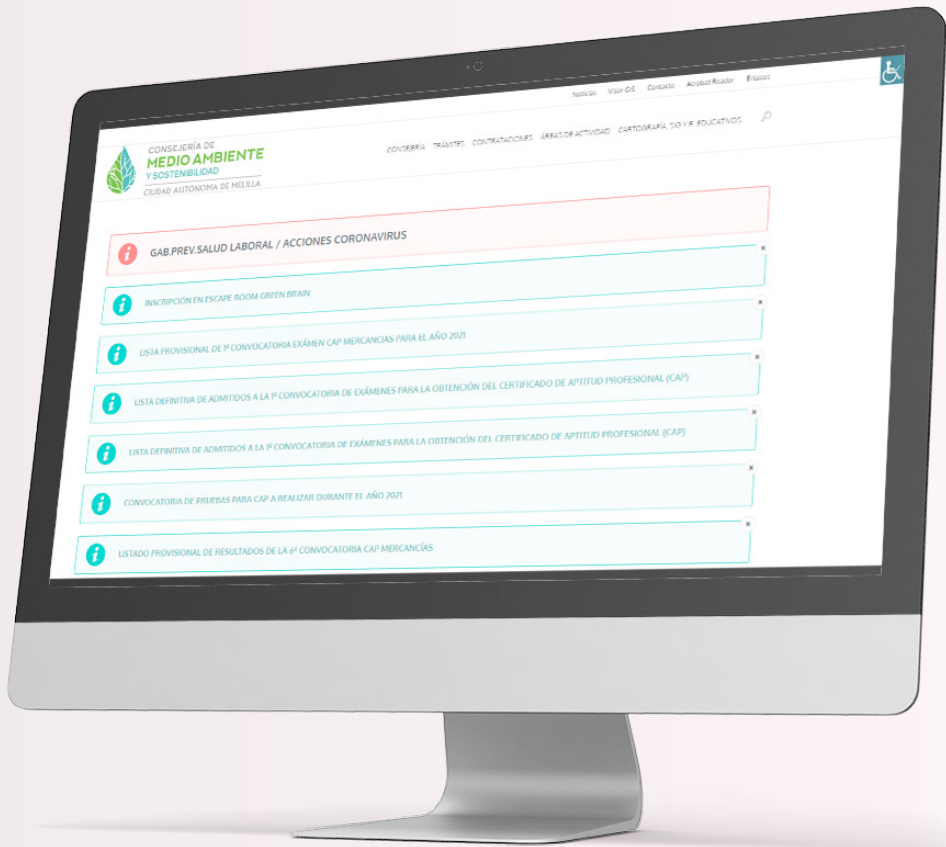 Noticias Visor GIS Contacto Acrobat Reader Enlaces
CONSEJERÍA DE
MEDIO AMBIENTE
Y SOSTENIBILIDAD
CIUDAD AUTÓNOMA DE MELILLA
CONSEJERÍA TRÁMITES CONTRATACIONES ÁREAS DE ACTIVIDAD CARTOGRAFÍA, SIG Y R. EDUCATIVOS
GAB.PREV.SALUD LABORAL / ACCIONES CORONAVIRUS
INSCRIPCIÓN EN ESCAPE ROOM GREEN BRAIN
LISTA PROVISIONAL DE 1ª CONVOCATORIA EXÁMEN CAP MERCANCIAS PARA EL AÑO 2021
LISTA DEFINITIVA DE ADMITIDOS A LA 1ª CONVOCATORIA DE EXÁMENES PARA LA OBTENCIÓN DEL CERTIFICADO DE APTITUD PROFESIONAL (CAP)
LISTA DEFINITIVA DE ADMITIDOS A LA 1ª CONVOCATORIA DE EXÁMENES PARA LA OBTENCIÓN DEL CERTIFICADO DE APTITUD PROFESIONAL (CAP)
CONVOCATORIA DE PRUEBAS PARA CAP A REALIZAR DURANTE EL AÑO 2021
LISTADO PROVISIONAL DE RESULTADOS DE LA 6ª CONVOCATORIA CAP MERCANCÍAS